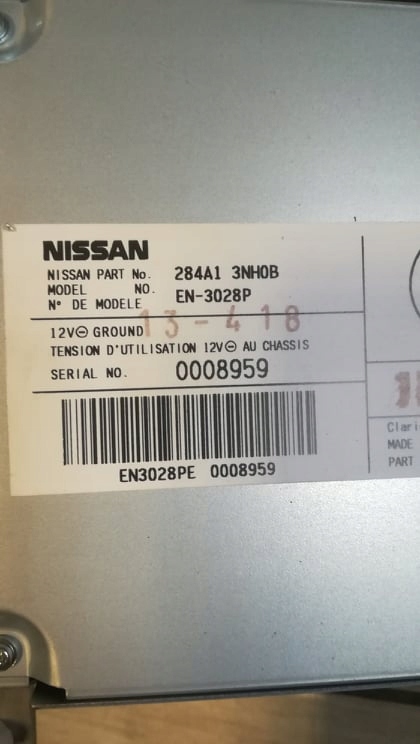 NISSAN
NISSAN PART No. 284A1 3NH0B
MODEL NO.
N° DE MODELE EN-3028P
12V⊖ GROUND
13-418
TENSION D'UTILISATION 12V⊖ AU CHASSIS
SERIAL NO. 0008959
EN3028PE 0008959
MADE
PART